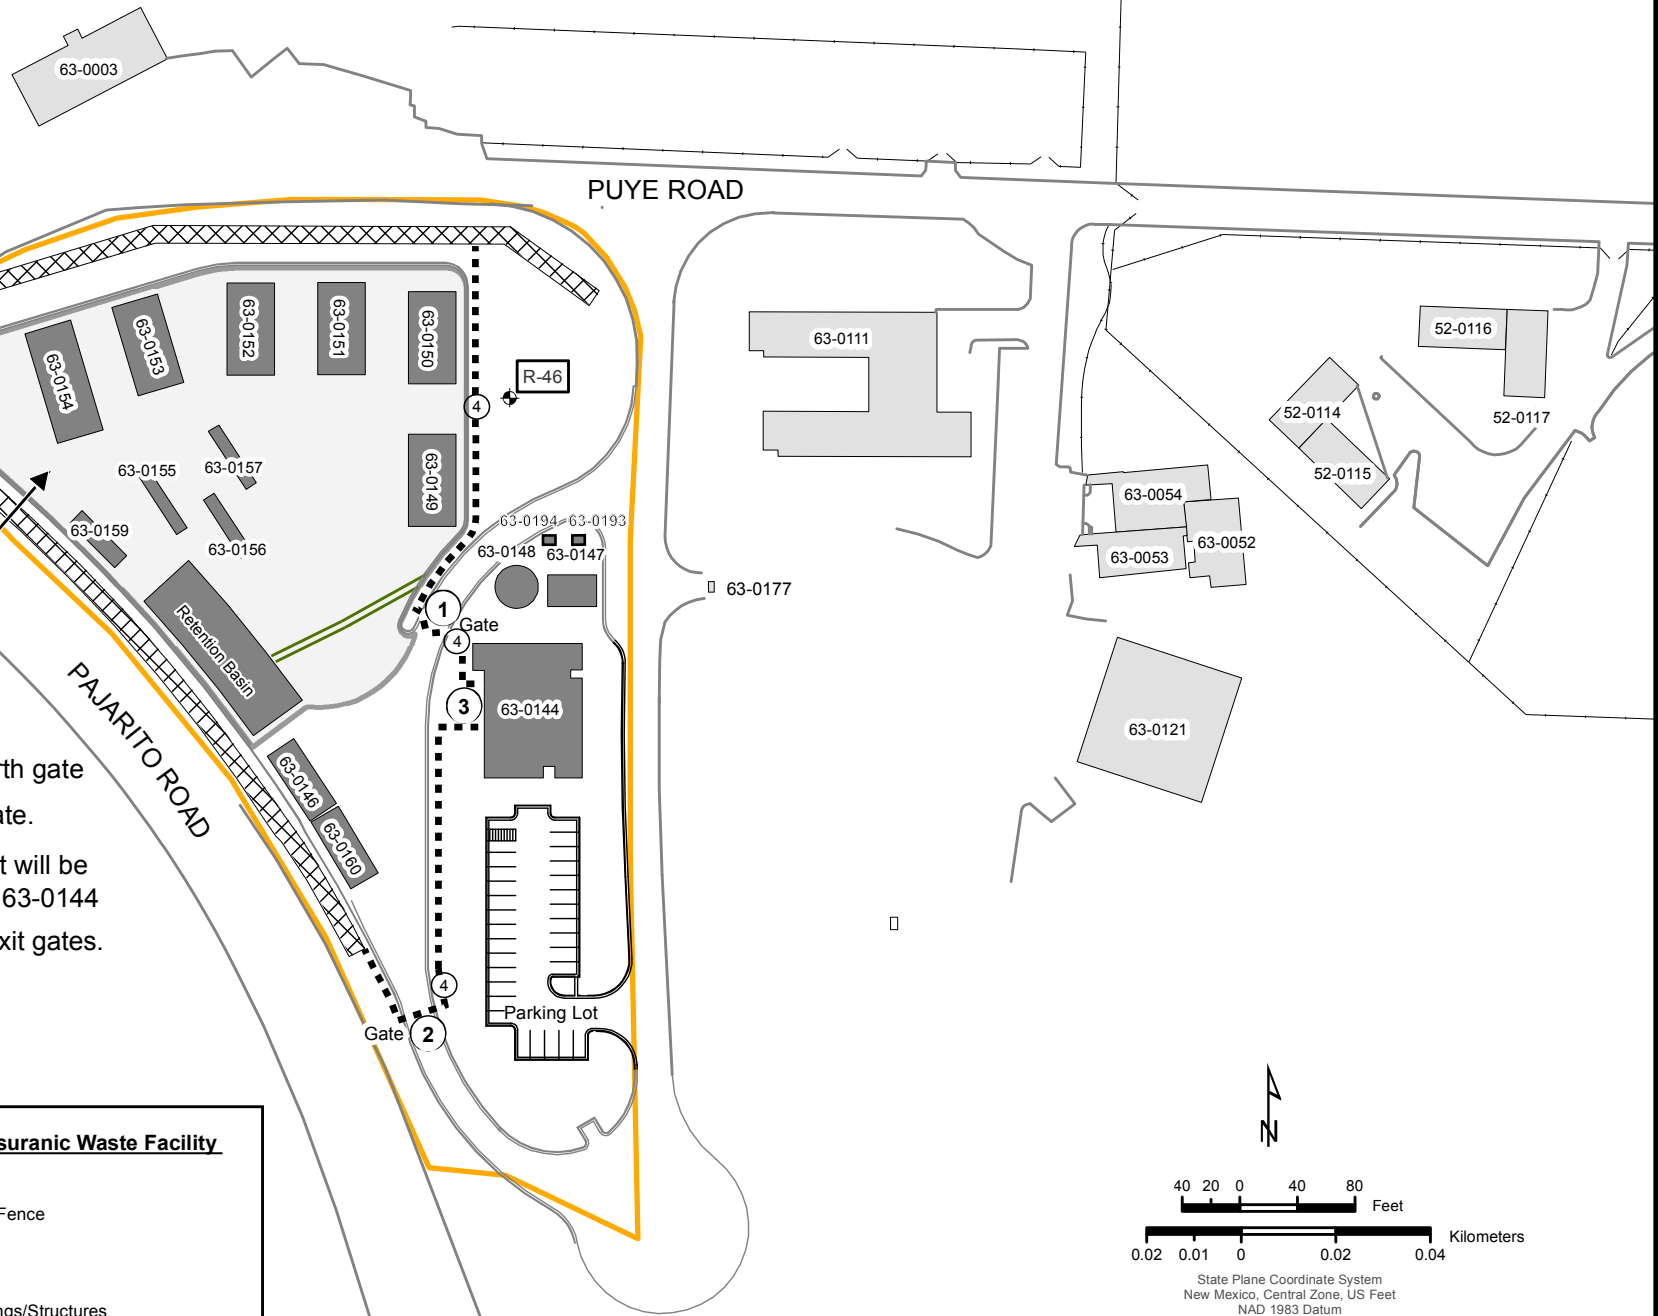 63-0003
PUYE ROAD
63-0154
63-0153
63-0152
63-0151
63-0150
R-46
4
63-0111
52-0116
52-0114
52-0117
52-0115
63-0155
63-0157
63-0149
63-0159
63-0156
63-0194
63-0193
63-0148
63-0147
63-0054
63-0053
63-0052
63-0177
Retention Basin
1
Gate
4
3
63-0144
63-0121
PAJARITO ROAD
63-0146
63-0160
rth gate
ate.
t will be
63-0144
xit gates.
4
Parking Lot
Gate
2
suranic Waste Facility
Fence
ngs/Structures
N
40 20 0 40 80
Feet
Kilometers
0.02 0.01 0 0.02 0.04
State Plane Coordinate System
New Mexico, Central Zone, US Feet
NAD 1983 Datum